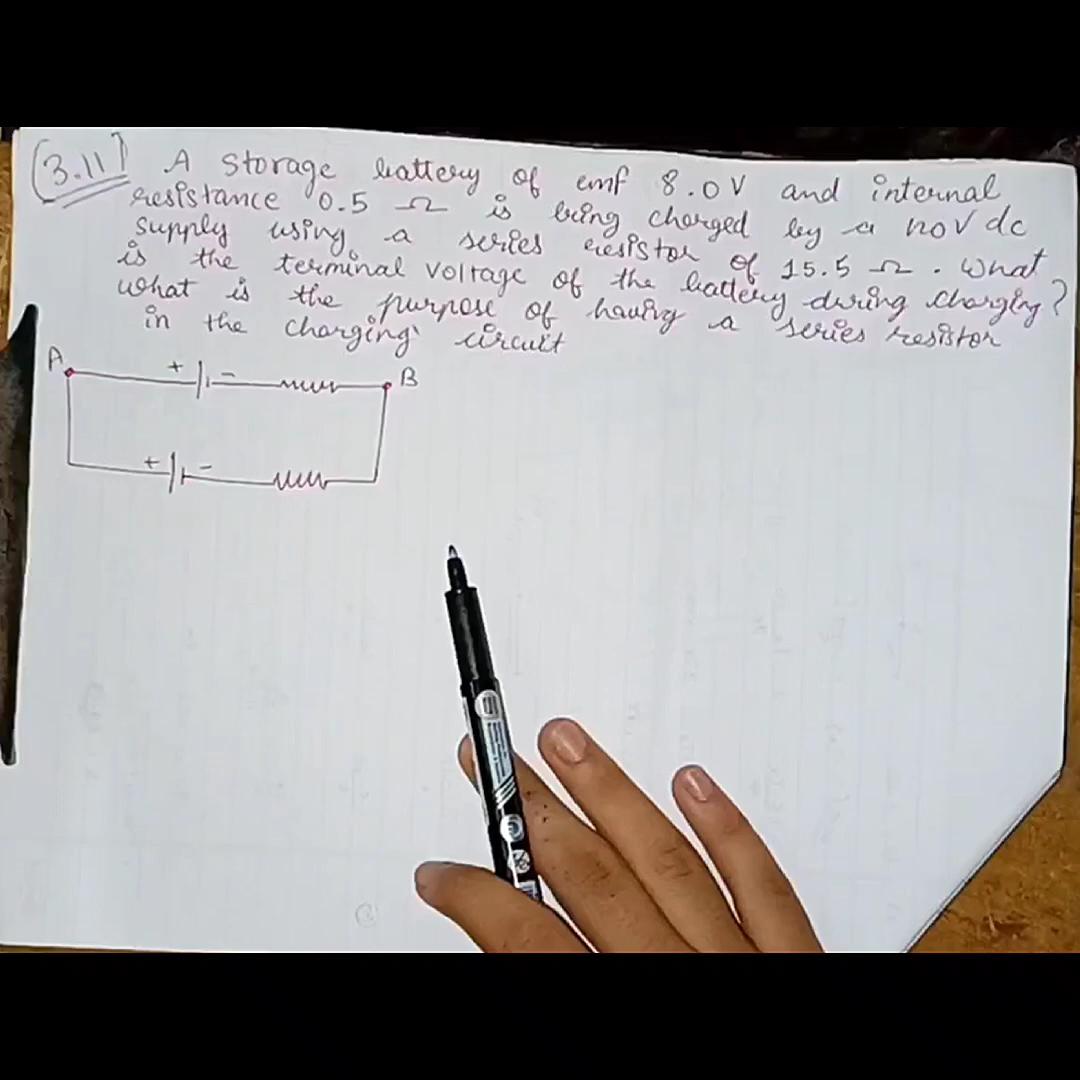 (3.11) A storage battery of emf 8.0V and internal
resistance 0.5 Ω is being charged by a 110V dc
supply using a series resistor of 15.5 Ω. What
is the terminal voltage of the battery during charging?
what is the purpose of having a series resistor
in the charging circuit
A + - B
+ -